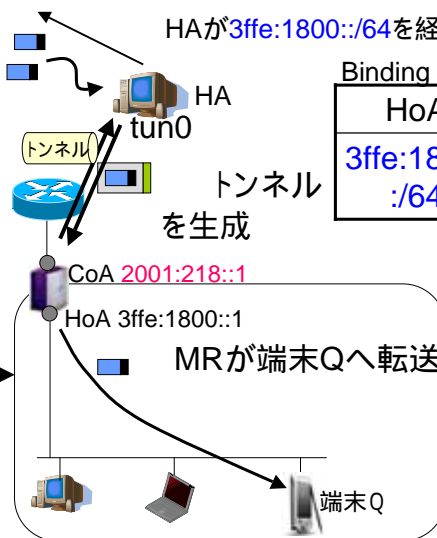 HAが3ffe:1800::/64を経
HA
Binding
tun0
HoA
トンネル
3ffe:18
:/64
トンネル
を生成
CoA 2001:218::1
HoA 3ffe:1800::1
MRが端末Qへ転送
端末Q